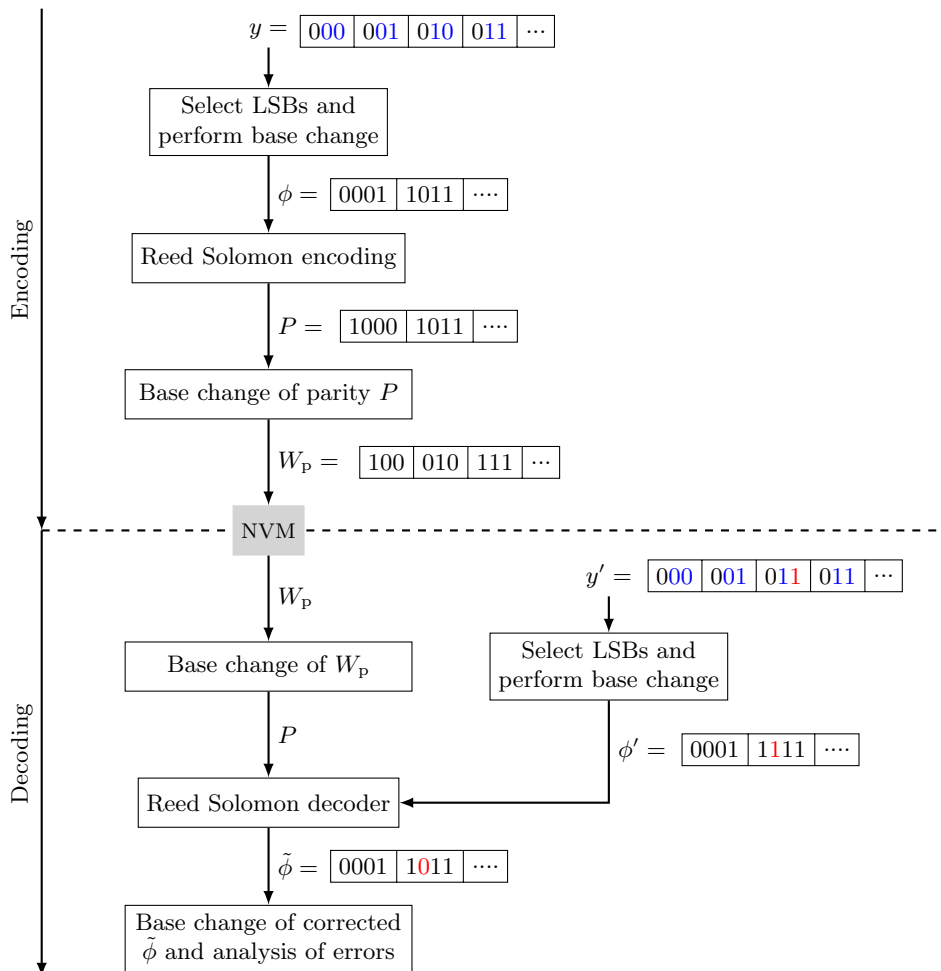 y = 000 001 010 011 ···
Select LSBs and
perform base change
ϕ = 0001 1011 ····
Reed Solomon encoding
P = 1000 1011 ····
Base change of parity P
W_p = 100 010 111 ···
Encoding
NVM
W_p
y′ = 000 001 011 011 ···
Select LSBs and
perform base change
Base change of W_p
P
ϕ′ = 0001 1111 ····
Reed Solomon decoder
ϕ̃ = 0001 1011 ····
Base change of corrected
ϕ̃ and analysis of errors
Decoding